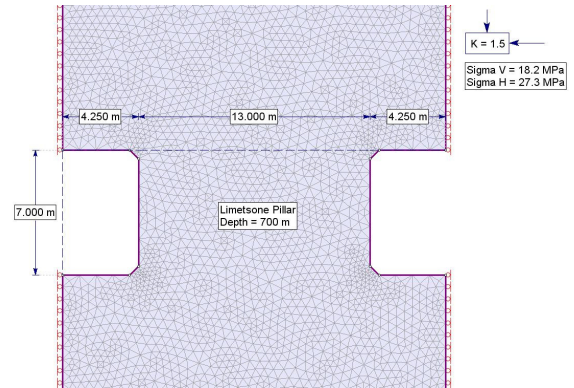 K = 1.5
Sigma V = 18.2 MPa
Sigma H = 27.3 MPa
4.250 m
13.000 m
4.250 m
7.000 m
Limetsone Pillar
Depth = 700 m